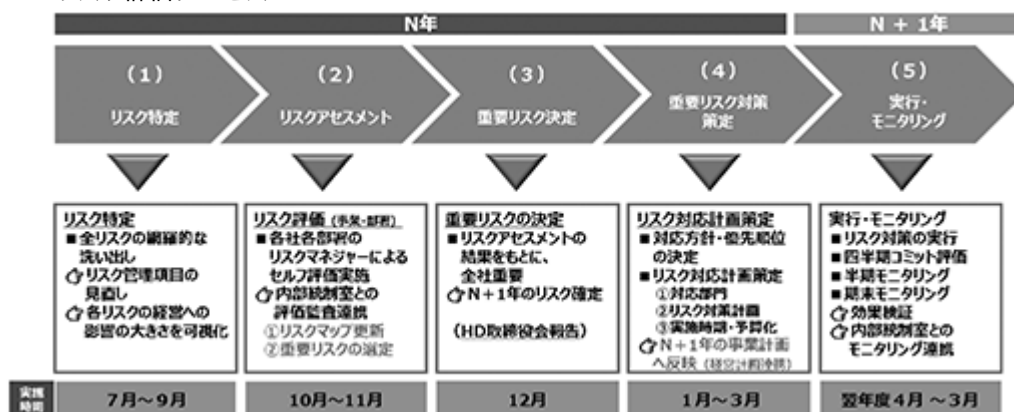 N年
N + 1年
(1)
リスク特定
(2)
リスクアセスメント
(3)
重要リスク決定
(4)
重要リスク対策
策定
(5)
実行・
モニタリング
リスク特定
■全リスクの網羅的な
洗い出し
リスク管理項目の
見直し
各リスクの経営への
影響の大きさを可視化
リスク評価 (事業・部署)
■各社各部署の
リスクマネジャーによる
セルフ評価実施
内部統制室との
評価監査連携
①リスクマップ更新
②重要リスクの選定
重要リスクの決定
■リスクアセスメントの
結果をもとに、
全社重要
N+1年のリスク確定
(HD取締役会報告)
リスク対応計画策定
■対応方針・優先順位
の決定
■リスク対応計画策定
①対応部門
②リスク対策計画
③実施時期・予算化
N+1年の事業計画
へ反映 (経営計画連携)
実行・モニタリング
■リスク対策の実行
■四半期コミット評価
■半期モニタリング
■期末モニタリング
効果検証
内部統制室との
モニタリング連携
実施
時期
7月～9月
10月～11月
12月
1月～3月
翌年度4月 ～3月